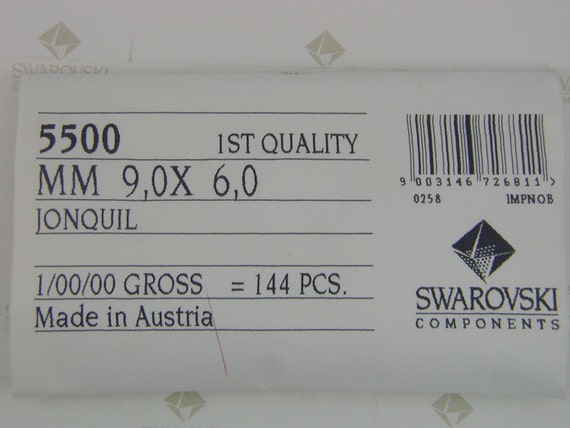 SWAROVSKI
5500 1ST QUALITY
MM 9,0X 6,0
JONQUIL
1/00/00 GROSS = 144 PCS.
Made in Austria
9 003146 726811 >
0258 IMPNOB
SWAROVSKI
COMPONENTS